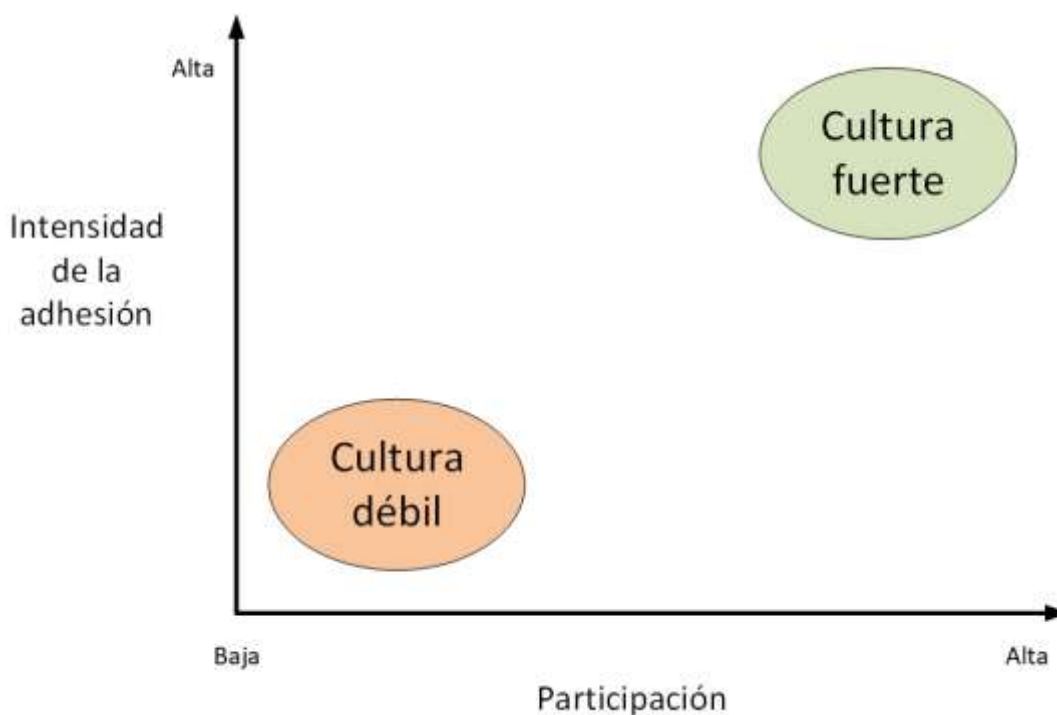 Alta
Cultura
fuerte
Intensidad
de la
adhesión
Cultura
débil
Baja
Alta
Participación